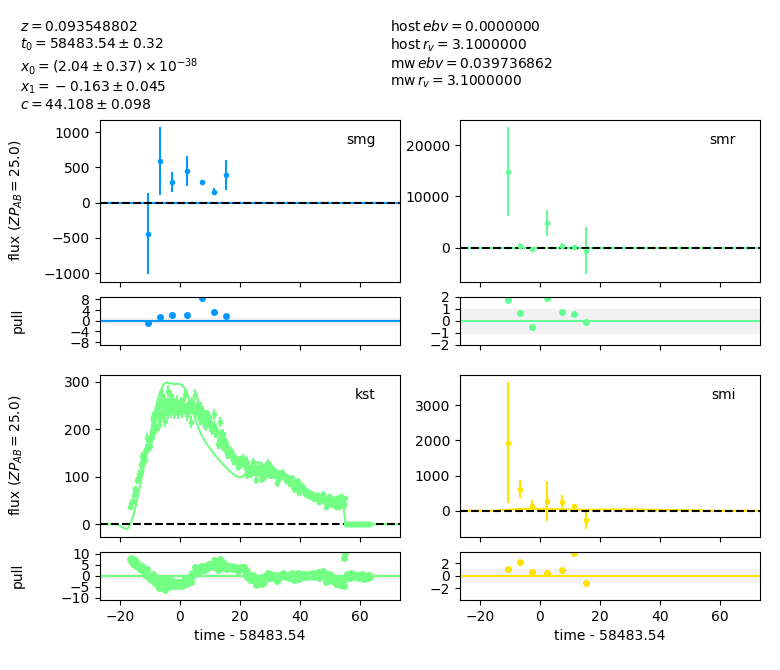 z = 0.093548802
t₀ = 58483.54 ± 0.32
x₀ = (2.04 ± 0.37) × 10⁻³⁸
x₁ = −0.163 ± 0.045
c = 44.108 ± 0.098
host ebv = 0.0000000
host r_v = 3.1000000
mw ebv = 0.039736862
mw r_v = 3.1000000
flux (ZP_AB = 25.0)
1000
500
0
−500
−1000
smg
20000
10000
0
smr
pull
8
4
0
−4
−8
2
1
0
−1
−2
flux (ZP_AB = 25.0)
300
200
100
0
kst
3000
2000
1000
0
smi
pull
10
5
0
−5
−10
−20 0 20 40 60
time - 58483.54
2
0
−2
−20 0 20 40 60
time - 58483.54